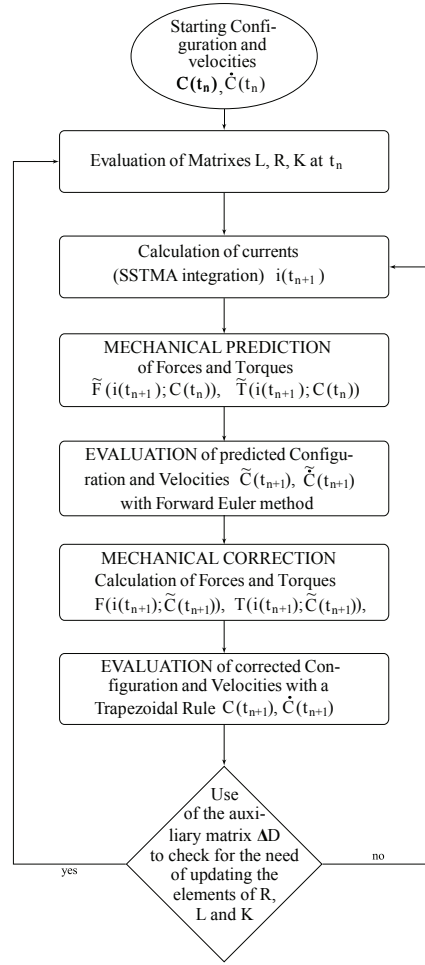 Starting Confi-
guration and
velocities
C(tₙ), Ċ(tₙ)
Evaluation of Matrixes L, R, K at tₙ
Calculation of currents
(SSTMA integration) i(tₙ₊₁)
MECHANICAL PREDICTION
of Forces and Torques
F̃(i(tₙ₊₁);C(tₙ)), T̃(i(tₙ₊₁);C(tₙ))
EVALUATION of predicted Configu-
ration and Velocities C̃(tₙ₊₁), Ċ̃(tₙ₊₁)
with Forward Euler method
MECHANICAL CORRECTION
Calculation of Forces and Torques
F(i(tₙ₊₁);C̃(tₙ₊₁)), T(i(tₙ₊₁);C̃(tₙ₊₁)),
EVALUATION of corrected Con-
figuration and Velocities with a
Trapezoidal Rule C(tₙ₊₁), Ċ(tₙ₊₁)
Use
of the auxi-
liary matrix ΔD
to check for the need
of updating the
elements of R,
L and K
yes
no